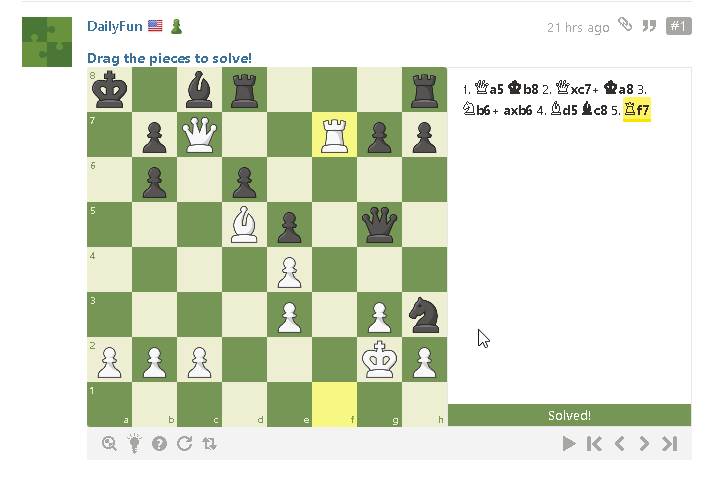 DailyFun
21 hrs ago
#1
Drag the pieces to solve!
8
7
6
5
4
3
2
1
a b c d e f g h
1. ♕a5 ♚b8 2. ♕xc7+ ♚a8 3.
♘b6+ axb6 4. ♗d5 ♝c8 5. ♖f7
Solved!